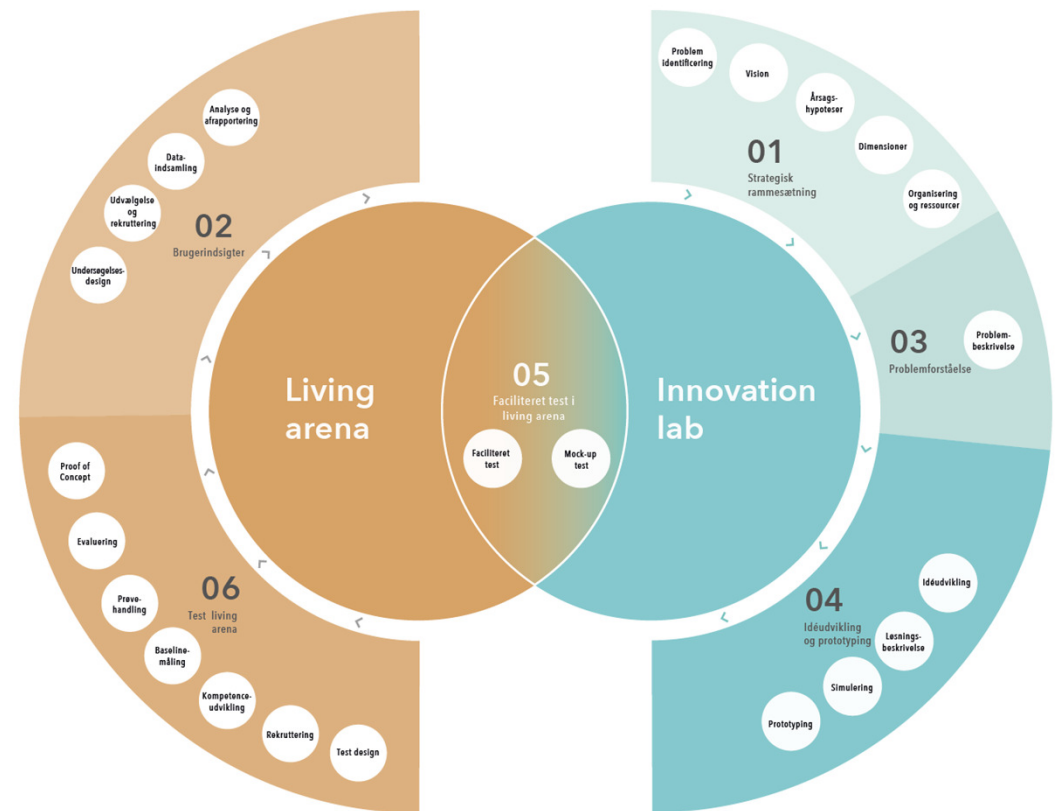 Problem
identificering
Vision
Årsags-
hypoteser
Dimensioner
Organisering
og ressourcer
01
Strategisk
rammesætning
Analyse og
afrapportering
Data-
indsamling
Udvælgelse
og
rekruttering
Undersøgelses-
design
02
Brugerindsigter
03
Problemforståelse
Problem-
beskrivelse
Living
arena
05
Faciliteret test i
living arena
Faciliteret
test
Mock-up
test
Innovation
lab
04
Idéudvikling
og prototyping
Idéudvikling
Løsnings-
beskrivelse
Simulering
Prototyping
06
Test living
arena
Proof of
Concept
Evaluering
Prøve-
handling
Baseline-
måling
Kompetence-
udvikling
Rekruttering
Test design